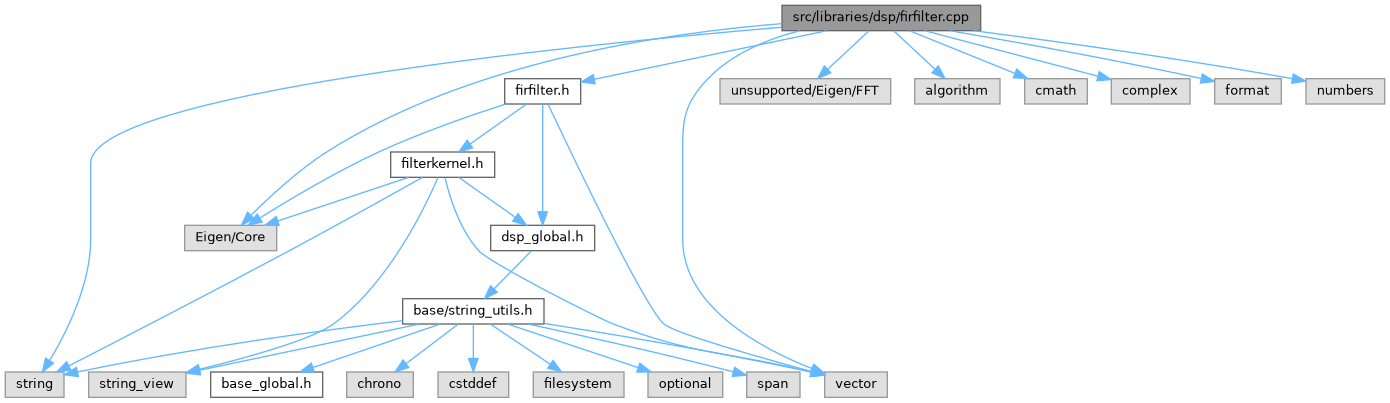 src/libraries/dsp/firfilter.cpp
firfilter.h
unsupported/Eigen/FFT
algorithm
cmath
complex
format
numbers
filterkernel.h
Eigen/Core
dsp_global.h
base/string_utils.h
string
string_view
base_global.h
chrono
cstddef
filesystem
optional
span
vector